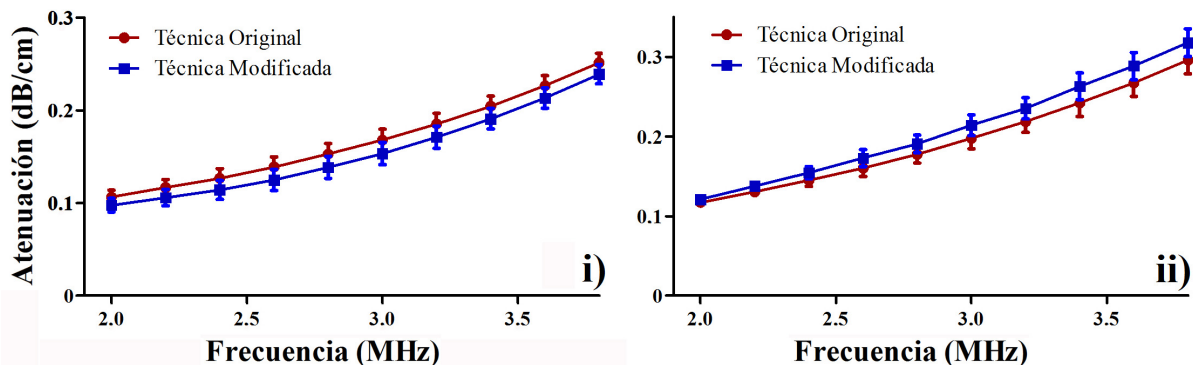 Atenuación (dB/cm)
0.3
0.2
0.1
0
Técnica Original
Técnica Modificada
i)
2.0
2.5
3.0
3.5
Frecuencia (MHz)
0.3
0.2
0.1
0
Técnica Original
Técnica Modificada
ii)
2.0
2.5
3.0
3.5
Frecuencia (MHz)